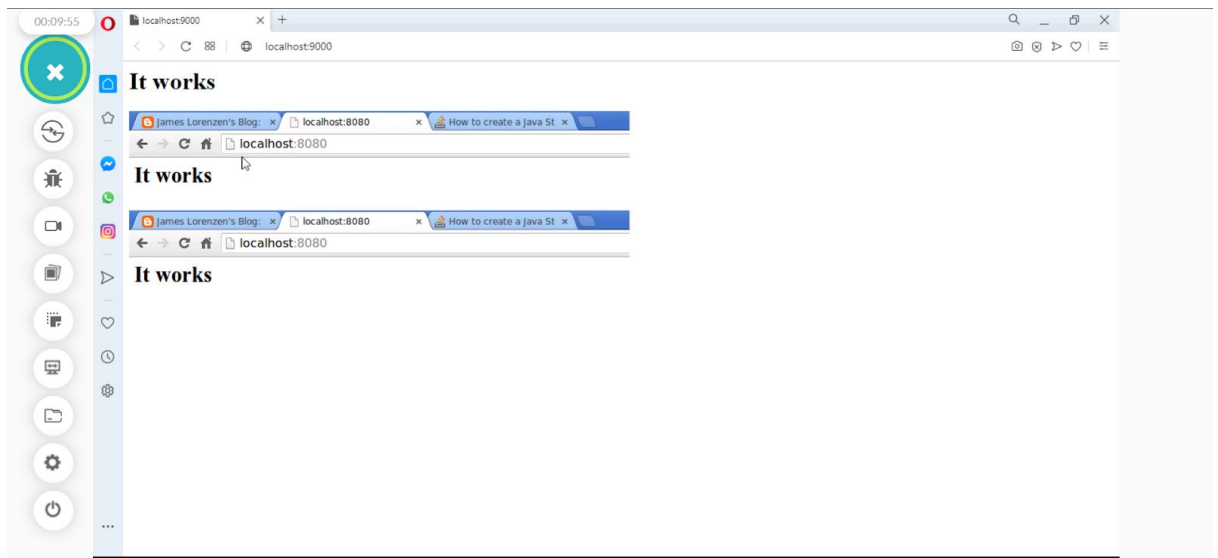 00:09:55
localhost:9000
localhost:9000
It works
James Lorenzen's Blog:
localhost:8080
How to create a Java St
localhost:8080
It works
James Lorenzen's Blog:
localhost:8080
How to create a Java St
localhost:8080
It works